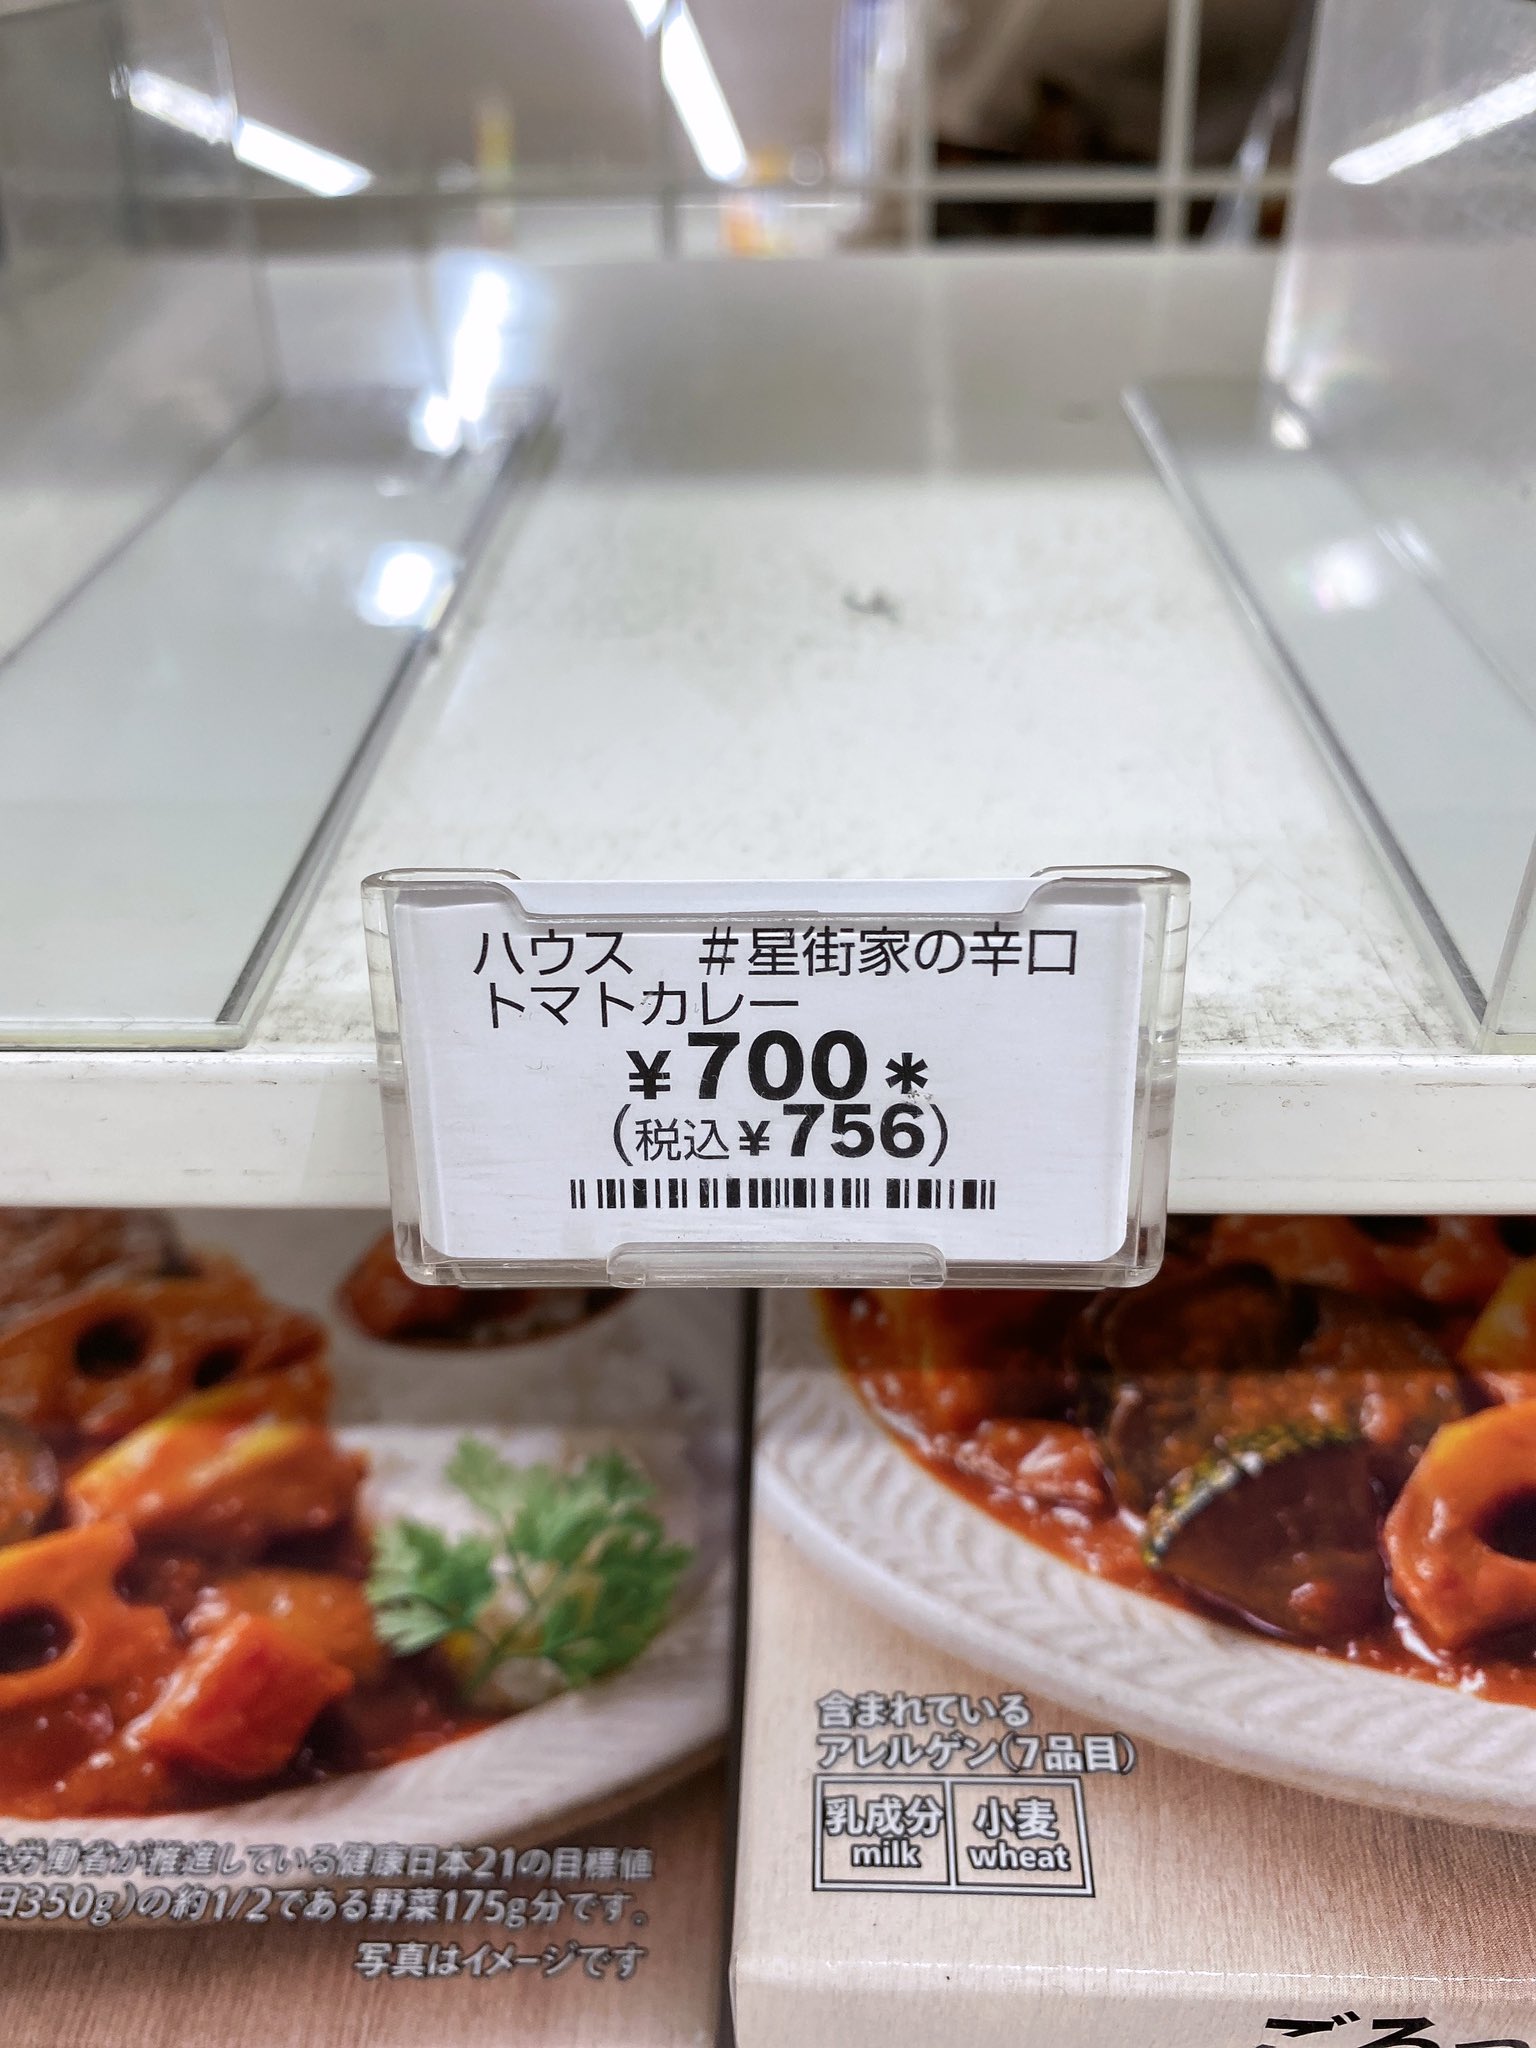 ハウス　＃星街家の辛口
トマトカレー
￥700＊
(税込￥756)
含まれている
アレルゲン(7品目)
乳成分 小麦
milk wheat
労働省が推進している健康日本21の目標値
日350g)の約1/2である野菜175g分です。
写真はイメージです
ごろっ